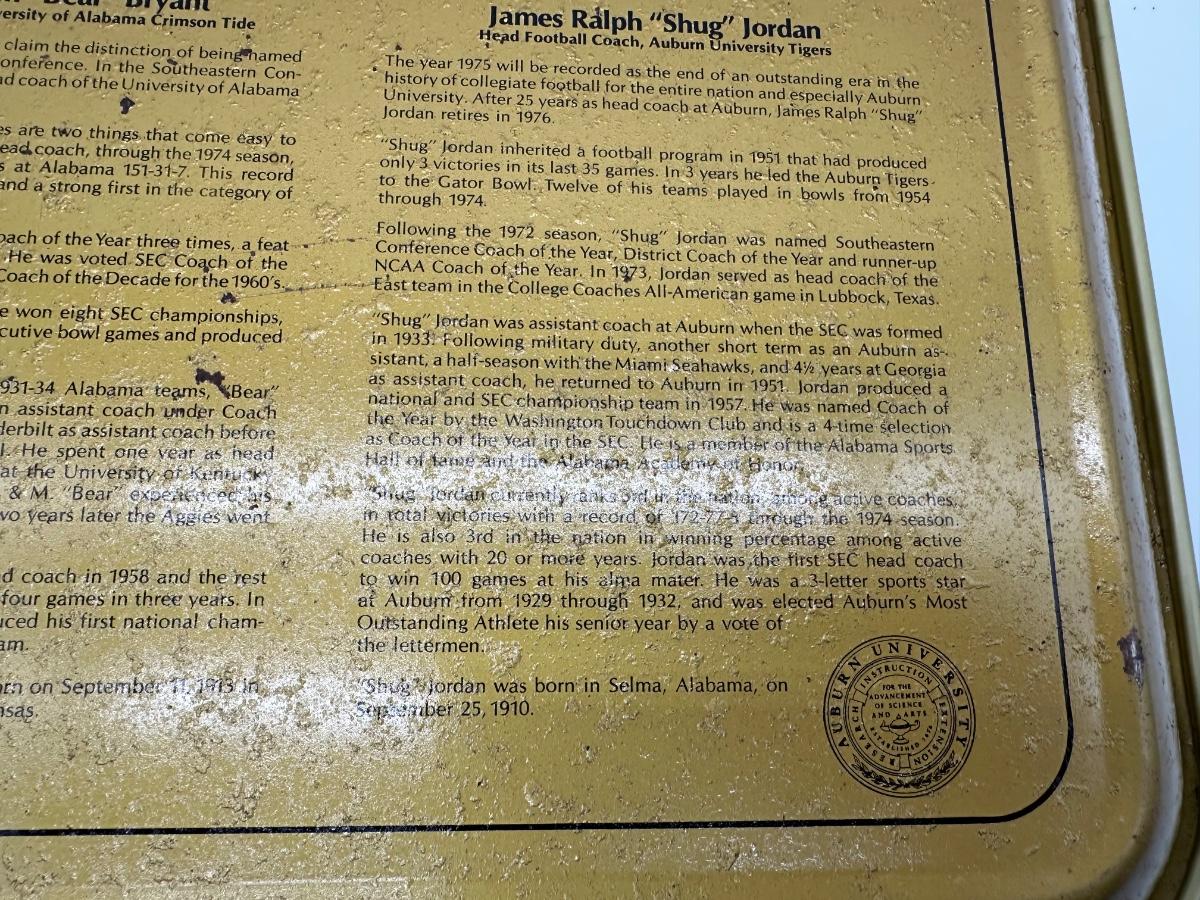 "Bear" Bryant
versity of Alabama Crimson Tide
claim the distinction of being named
onference. In the Southeastern Con-
ad coach of the University of Alabama
es are two things that come easy to
ead coach, through the 1974 season,
s at Alabama 151-31-7. This record
and a strong first in the category of
oach of the Year three times, a feat
He was voted SEC Coach of the
Coach of the Decade for the 1960's.
e won eight SEC championships,
cutive bowl games and produced
931-34 Alabama teams, "Bear"
n assistant coach under Coach
derbilt as assistant coach before
l. He spent one year as head
at the University of Kentucky
& M. "Bear" experienced his
wo years later the Aggies went
d coach in 1958 and the rest
four games in three years. In
uced his first national cham-
am.
orn on September 11, 1913 in
nsas.
James Ralph "Shug" Jordan
Head Football Coach, Auburn University Tigers
The year 1975 will be recorded as the end of an outstanding era in the
history of collegiate football for the entire nation and especially Auburn
University. After 25 years as head coach at Auburn, James Ralph "Shug"
Jordan retires in 1976.
"Shug" Jordan inherited a football program in 1951 that had produced
only 3 victories in its last 35 games. In 3 years he led the Auburn Tigers
to the Gator Bowl. Twelve of his teams played in bowls from 1954
through 1974.
Following the 1972 season, "Shug" Jordan was named Southeastern
Conference Coach of the Year, District Coach of the Year and runner-up
NCAA Coach of the Year. In 1973, Jordan served as head coach of the
East team in the College Coaches All-American game in Lubbock, Texas.
"Shug" Jordan was assistant coach at Auburn when the SEC was formed
in 1933. Following military duty, another short term as an Auburn as-
sistant, a half-season with the Miami Seahawks, and 4½ years at Georgia
as assistant coach, he returned to Auburn in 1951. Jordan produced a
national and SEC championship team in 1957. He was named Coach of
the Year by the Washington Touchdown Club and is a 4-time selection
as Coach of the Year in the SEC. He is a member of the Alabama Sports
Hall of Fame and the Alabama Academy of Honor.
"Shug" Jordan currently ranks 3rd in the nation, among active coaches,
in total victories with a record of 172-77-5 through the 1974 season.
He is also 3rd in the nation in winning percentage among active
coaches with 20 or more years. Jordan was the first SEC head coach
to win 100 games at his alma mater. He was a 3-letter sports star
at Auburn from 1929 through 1932, and was elected Auburn's Most
Outstanding Athlete his senior year by a vote of
the lettermen.
"Shug" Jordan was born in Selma, Alabama, on
September 25, 1910.
AUBURN UNIVERSITY
INSTRUCTION
RESEARCH
EXTENSION
FOR THE
ADVANCEMENT
OF SCIENCE
AND ARTS
ESTABLISHED